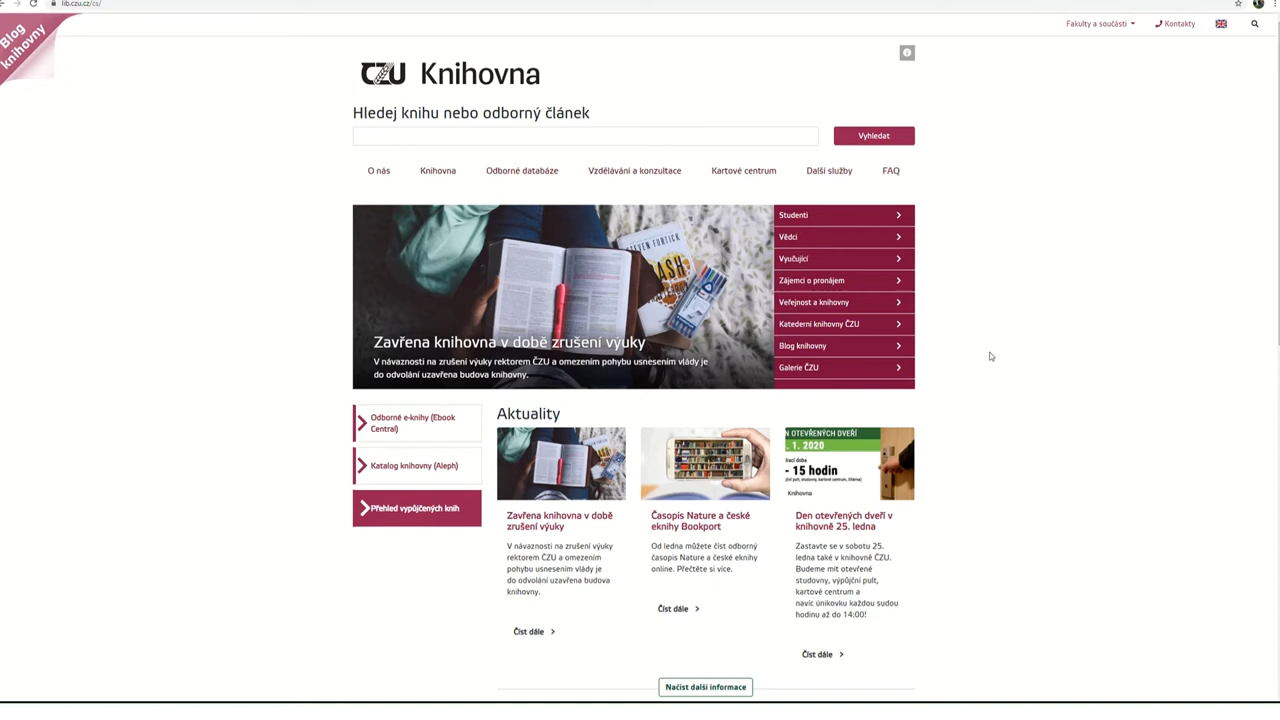 lib.czu.cz/cs/
Blog
knihovny
Fakulty a součásti
Kontakty
ČZU Knihovna
Hledej knihu nebo odborný článek
Vyhledat
O nás
Knihovna
Odborné databáze
Vzdělávání a konzultace
Kartové centrum
Další služby
FAQ
STEVEN FURTICK
Zavřena knihovna v době zrušení výuky
V návaznosti na zrušení výuky rektorem ČZU a omezením pohybu usnesením vlády je
do odvolání uzavřena budova knihovny.
Studenti
Vědci
Vyučující
Zájemci o pronájem
Veřejnost a knihovny
Katederní knihovny ČZU
Blog knihovny
Galerie ČZU
Odborné e-knihy (Ebook
Central)
Katalog knihovny (Aleph)
Přehled vypůjčených knih
Aktuality
Zavřena knihovna v době
zrušení výuky
V návaznosti na zrušení výuky
rektorem ČZU a omezením
pohybu usnesením vlády je
do odvolání uzavřena budova
knihovny.
Číst dále
Časopis Nature a české
eknihy Bookport
Od ledna můžete číst odborný
časopis Nature a české eknihy
online. Přečtěte si více.
Číst dále
N OTEVŘENÝCH DVEŘÍ
. 1. 2020
- 15 hodin
Knihovna
Den otevřených dveří v
knihovně 25. ledna
Zastavte se v sobotu 25.
ledna také v knihovně ČZU.
Budeme mít otevřené
studovny, výpůjční pult,
kartové centrum a
navíc únikovku každou sudou
hodinu až do 14:00!
Číst dále
Načíst další informace